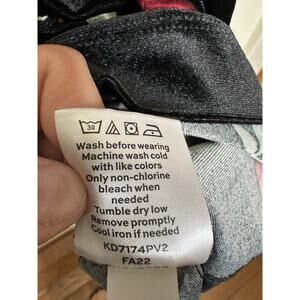 30
Wash before wearing
Machine wash cold
with like colors
Only non-chlorine
bleach when
needed
Tumble dry low
Remove promptly
Cool iron if needed
KD7174PV2
FA22